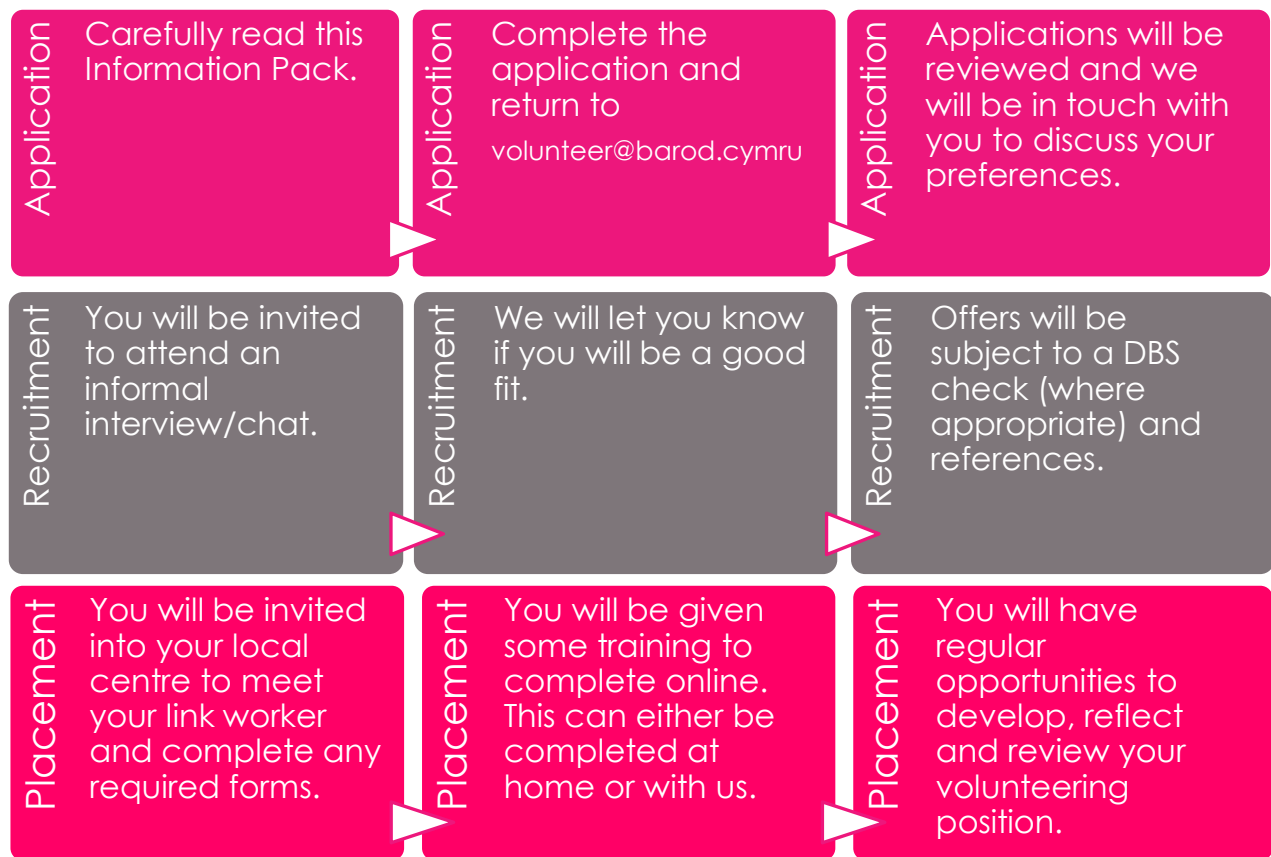 Application
Carefully read this
Information Pack.
Application
Complete the
application and
return to
volunteer@barod.cymru
Application
Applications will be
reviewed and we
will be in touch with
you to discuss your
preferences.
Recruitment
You will be invited
to attend an
informal
interview/chat.
Recruitment
We will let you know
if you will be a good
fit.
Recruitment
Offers will be
subject to a DBS
check (where
appropriate) and
references.
Placement
You will be invited
into your local
centre to meet
your link worker
and complete any
required forms.
Placement
You will be given
some training to
complete online.
This can either be
completed at
home or with us.
Placement
You will have
regular
opportunities to
develop, reflect
and review your
volunteering
position.